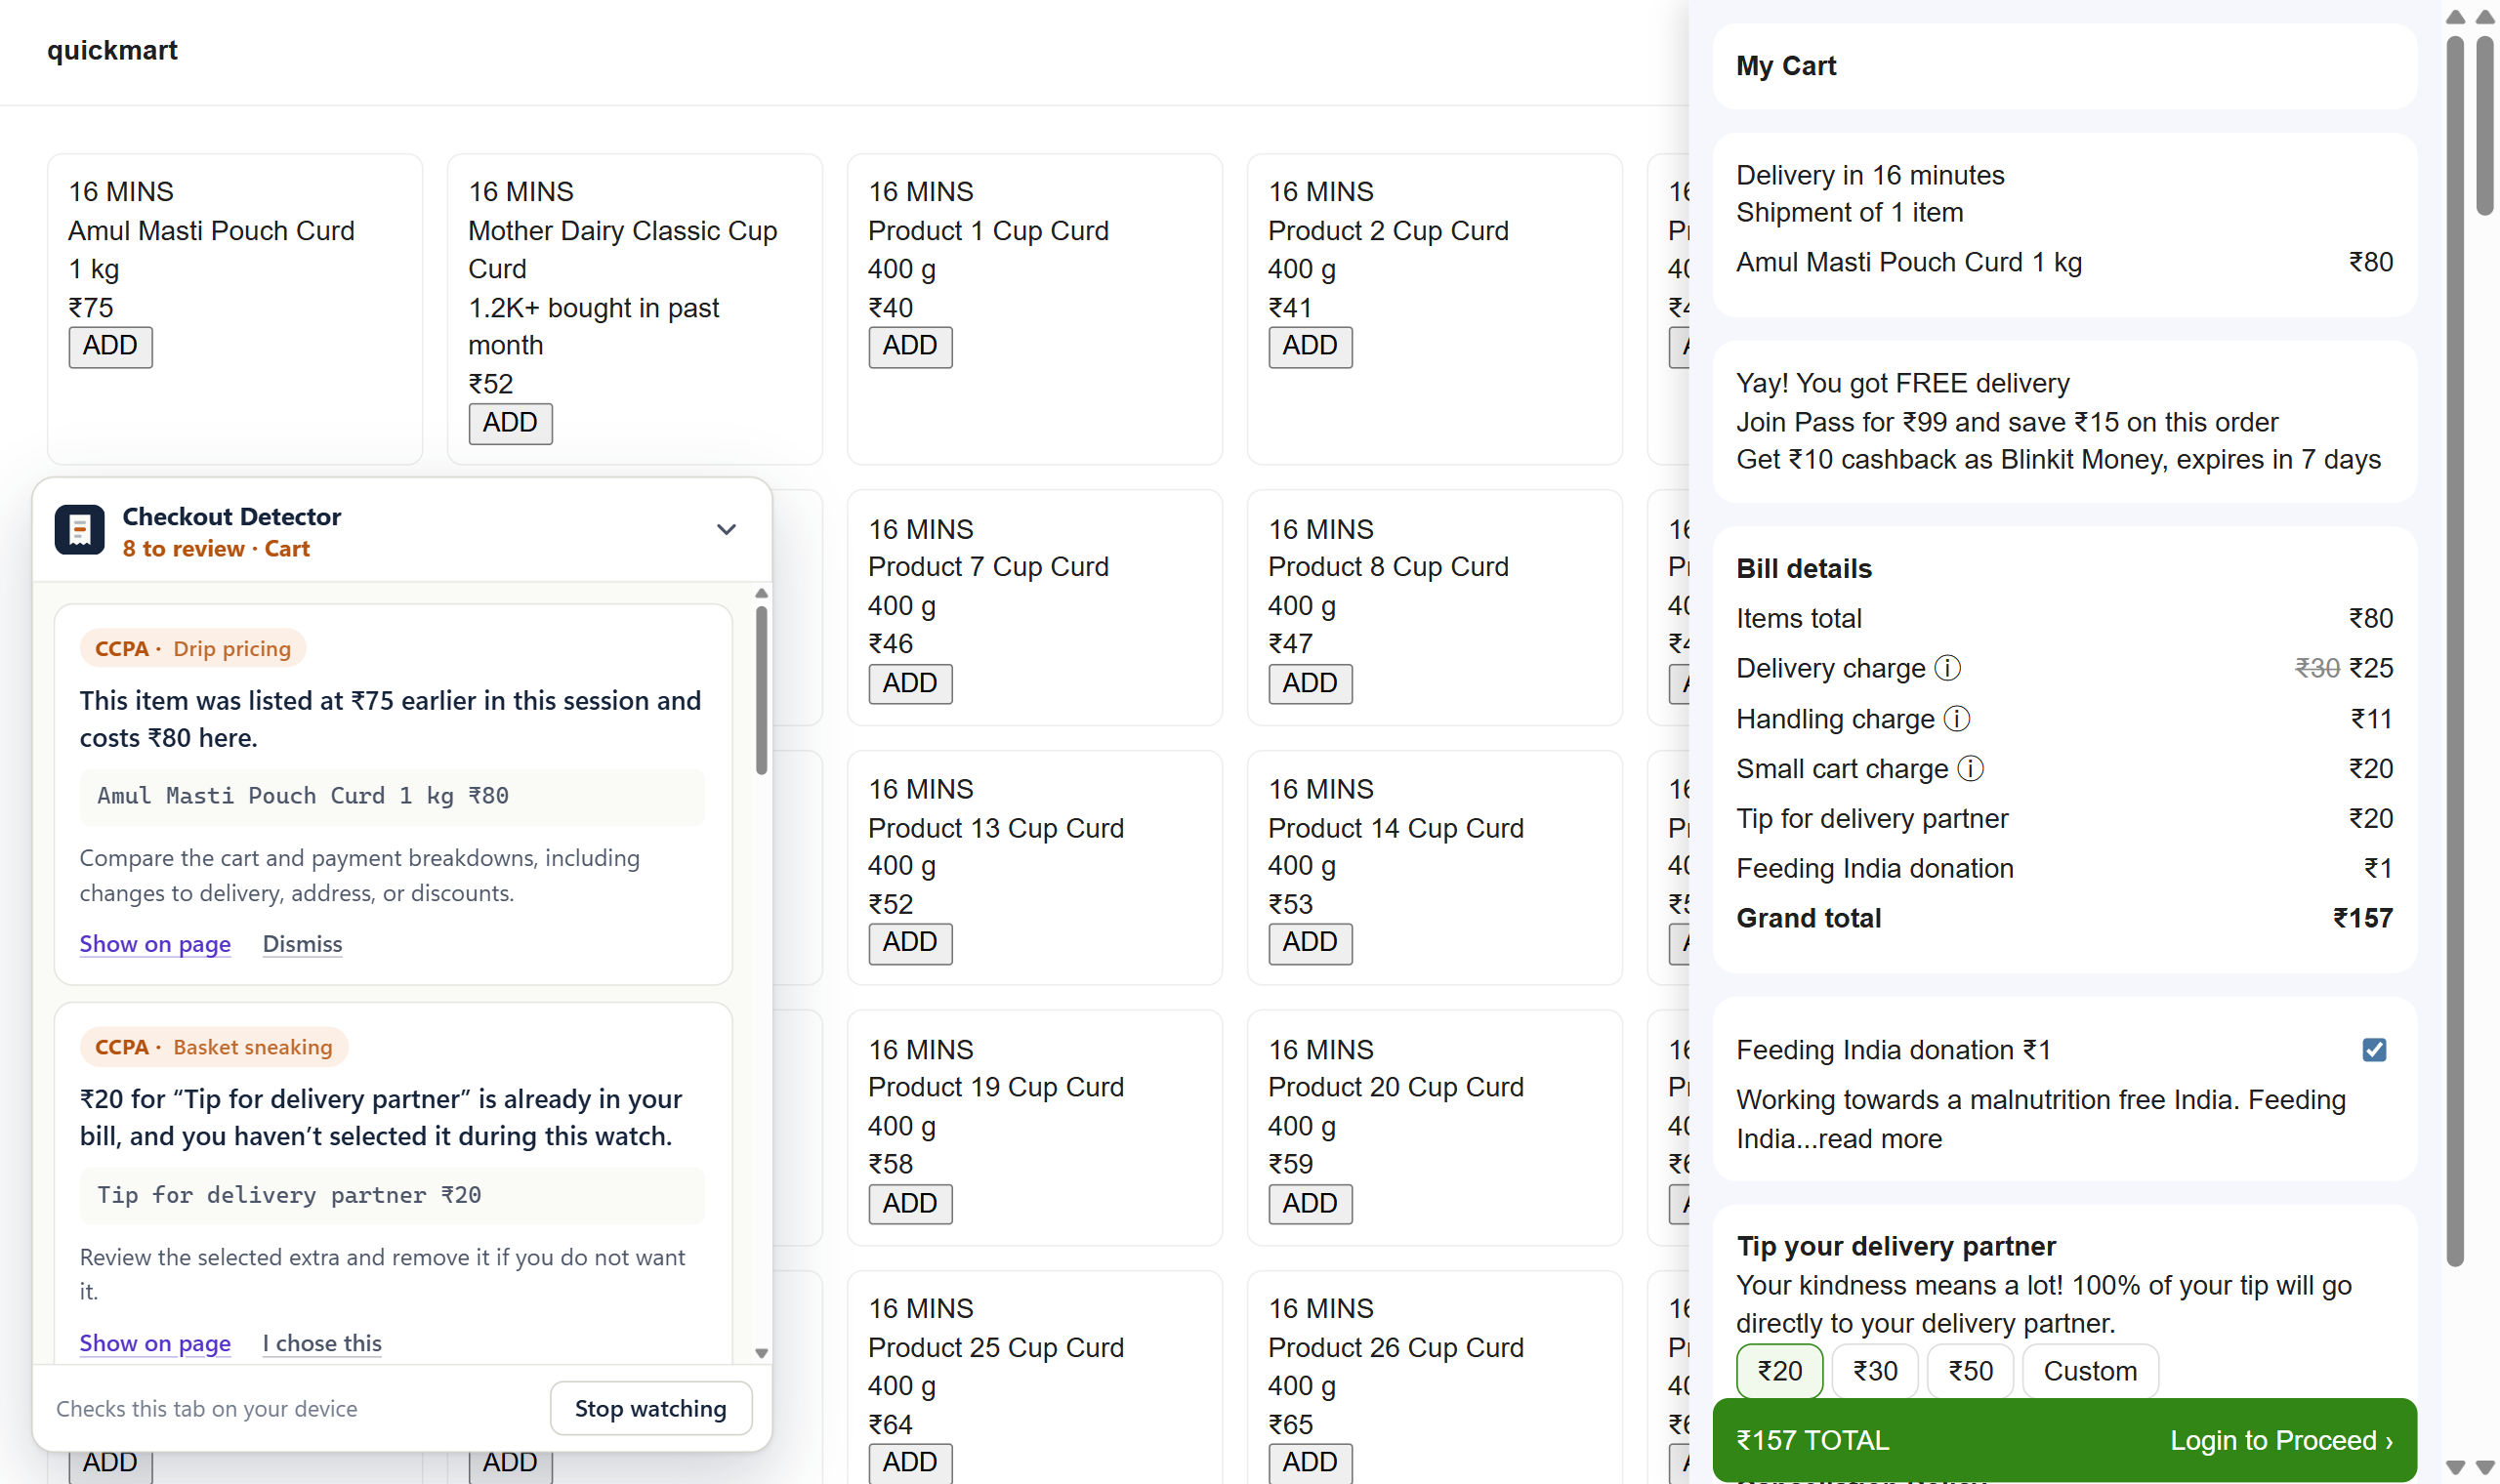 quickmart
16 MINS
Amul Masti Pouch Curd
1 kg
₹75
ADD
16 MINS
Mother Dairy Classic Cup
Curd
1.2K+ bought in past
month
₹52
ADD
16 MINS
Product 1 Cup Curd
400 g
₹40
ADD
16 MINS
Product 2 Cup Curd
400 g
₹41
ADD
16 MINS
Product 7 Cup Curd
400 g
₹46
ADD
16 MINS
Product 8 Cup Curd
400 g
₹47
ADD
16 MINS
Product 13 Cup Curd
400 g
₹52
ADD
16 MINS
Product 14 Cup Curd
400 g
₹53
ADD
16 MINS
Product 19 Cup Curd
400 g
₹58
ADD
16 MINS
Product 20 Cup Curd
400 g
₹59
ADD
16 MINS
Product 25 Cup Curd
400 g
₹64
ADD
16 MINS
Product 26 Cup Curd
400 g
₹65
ADD
ADD
ADD
Checkout Detector
8 to review · Cart
CCPA · Drip pricing
This item was listed at ₹75 earlier in this session and
costs ₹80 here.
Amul Masti Pouch Curd 1 kg ₹80
Compare the cart and payment breakdowns, including
changes to delivery, address, or discounts.
Show on page Dismiss
CCPA · Basket sneaking
₹20 for “Tip for delivery partner” is already in your
bill, and you haven’t selected it during this watch.
Tip for delivery partner ₹20
Review the selected extra and remove it if you do not want
it.
Show on page I chose this
Checks this tab on your device Stop watching
My Cart
Delivery in 16 minutes
Shipment of 1 item
Amul Masti Pouch Curd 1 kg ₹80
Yay! You got FREE delivery
Join Pass for ₹99 and save ₹15 on this order
Get ₹10 cashback as Blinkit Money, expires in 7 days
Bill details
Items total ₹80
Delivery charge ⓘ ₹30 ₹25
Handling charge ⓘ ₹11
Small cart charge ⓘ ₹20
Tip for delivery partner ₹20
Feeding India donation ₹1
Grand total ₹157
Feeding India donation ₹1
Working towards a malnutrition free India. Feeding
India...read more
Tip your delivery partner
Your kindness means a lot! 100% of your tip will go
directly to your delivery partner.
₹20 ₹30 ₹50 Custom
₹157 TOTAL Login to Proceed ›